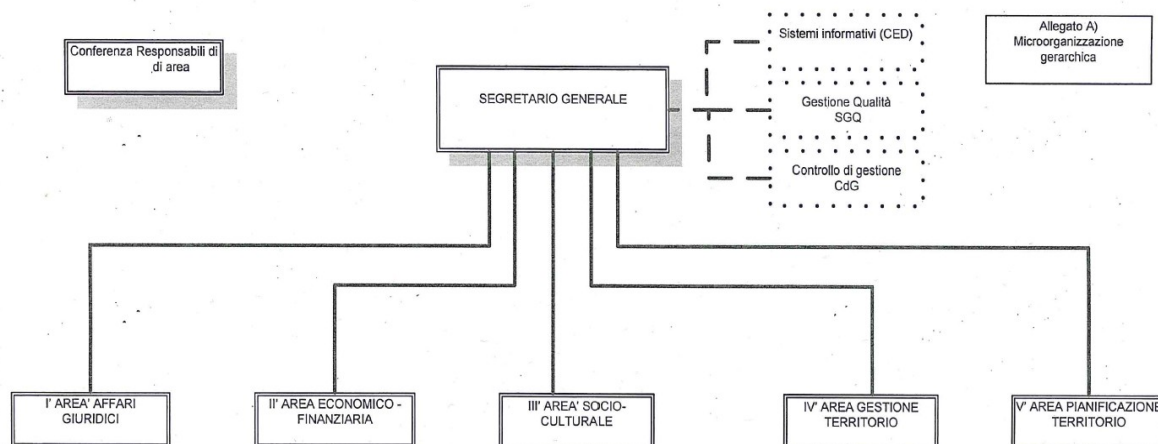 Conferenza Responsabili di
di area
Sistemi informativi (CED)
Allegato A)
Microorganizzazione
gerarchica
SEGRETARIO GENERALE
Gestione Qualità
SGQ
Controllo di gestione
CdG
I' AREA' AFFARI
GIURIDICI
II' AREA ECONOMICO -
FINANZIARIA
III' AREA' SOCIO-
CULTURALE
IV' AREA GESTIONE
TERRITORIO
V' AREA PIANIFICAZIONE
TERRITORIO